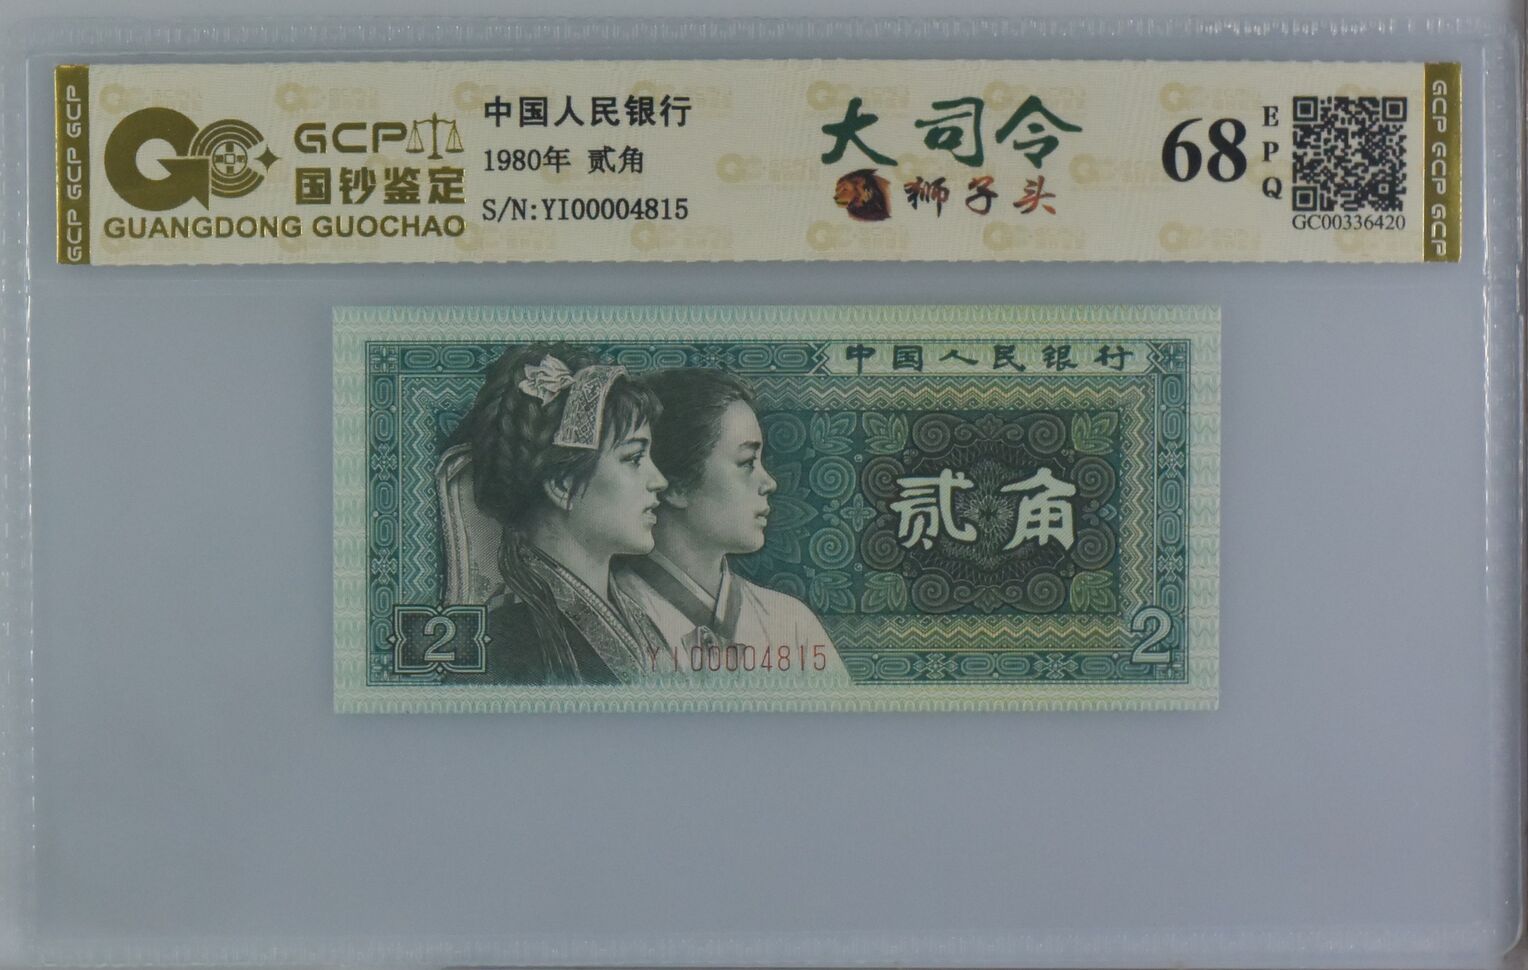 GCP GCP GCP
GCP
国钞鉴定
GUANGDONG GUOCHAO
中国人民银行
1980年 贰角
S/N:YI00004815
大司令
狮子头
68
EPQ
GC00336420
GCP GCP GCP
中国人民银行
贰角
2
YI00004815
2